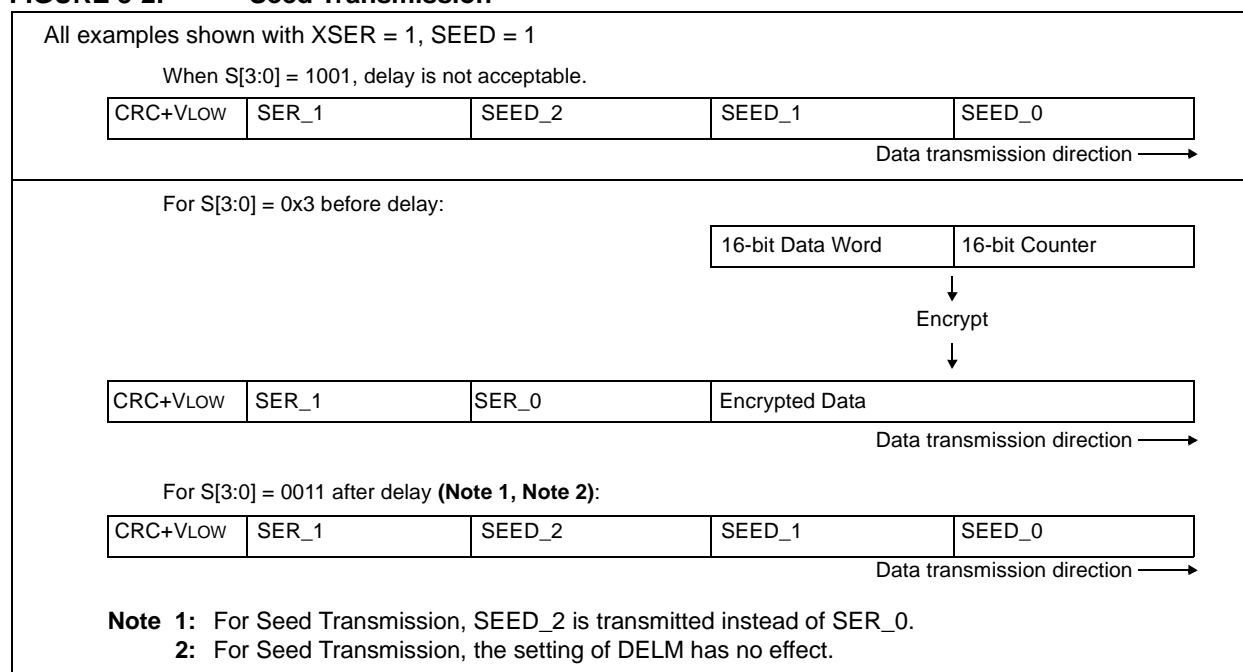 All examples shown with XSER = 1, SEED = 1
When S[3:0] = 1001, delay is not acceptable.
CRC+VLOW SER_1 SEED_2 SEED_1 SEED_0
Data transmission direction
For S[3:0] = 0x3 before delay:
16-bit Data Word 16-bit Counter
Encrypt
CRC+VLOW SER_1 SER_0 Encrypted Data
Data transmission direction
For S[3:0] = 0011 after delay (Note 1, Note 2):
CRC+VLOW SER_1 SEED_2 SEED_1 SEED_0
Data transmission direction
Note 1: For Seed Transmission, SEED_2 is transmitted instead of SER_0.
2: For Seed Transmission, the setting of DELM has no effect.